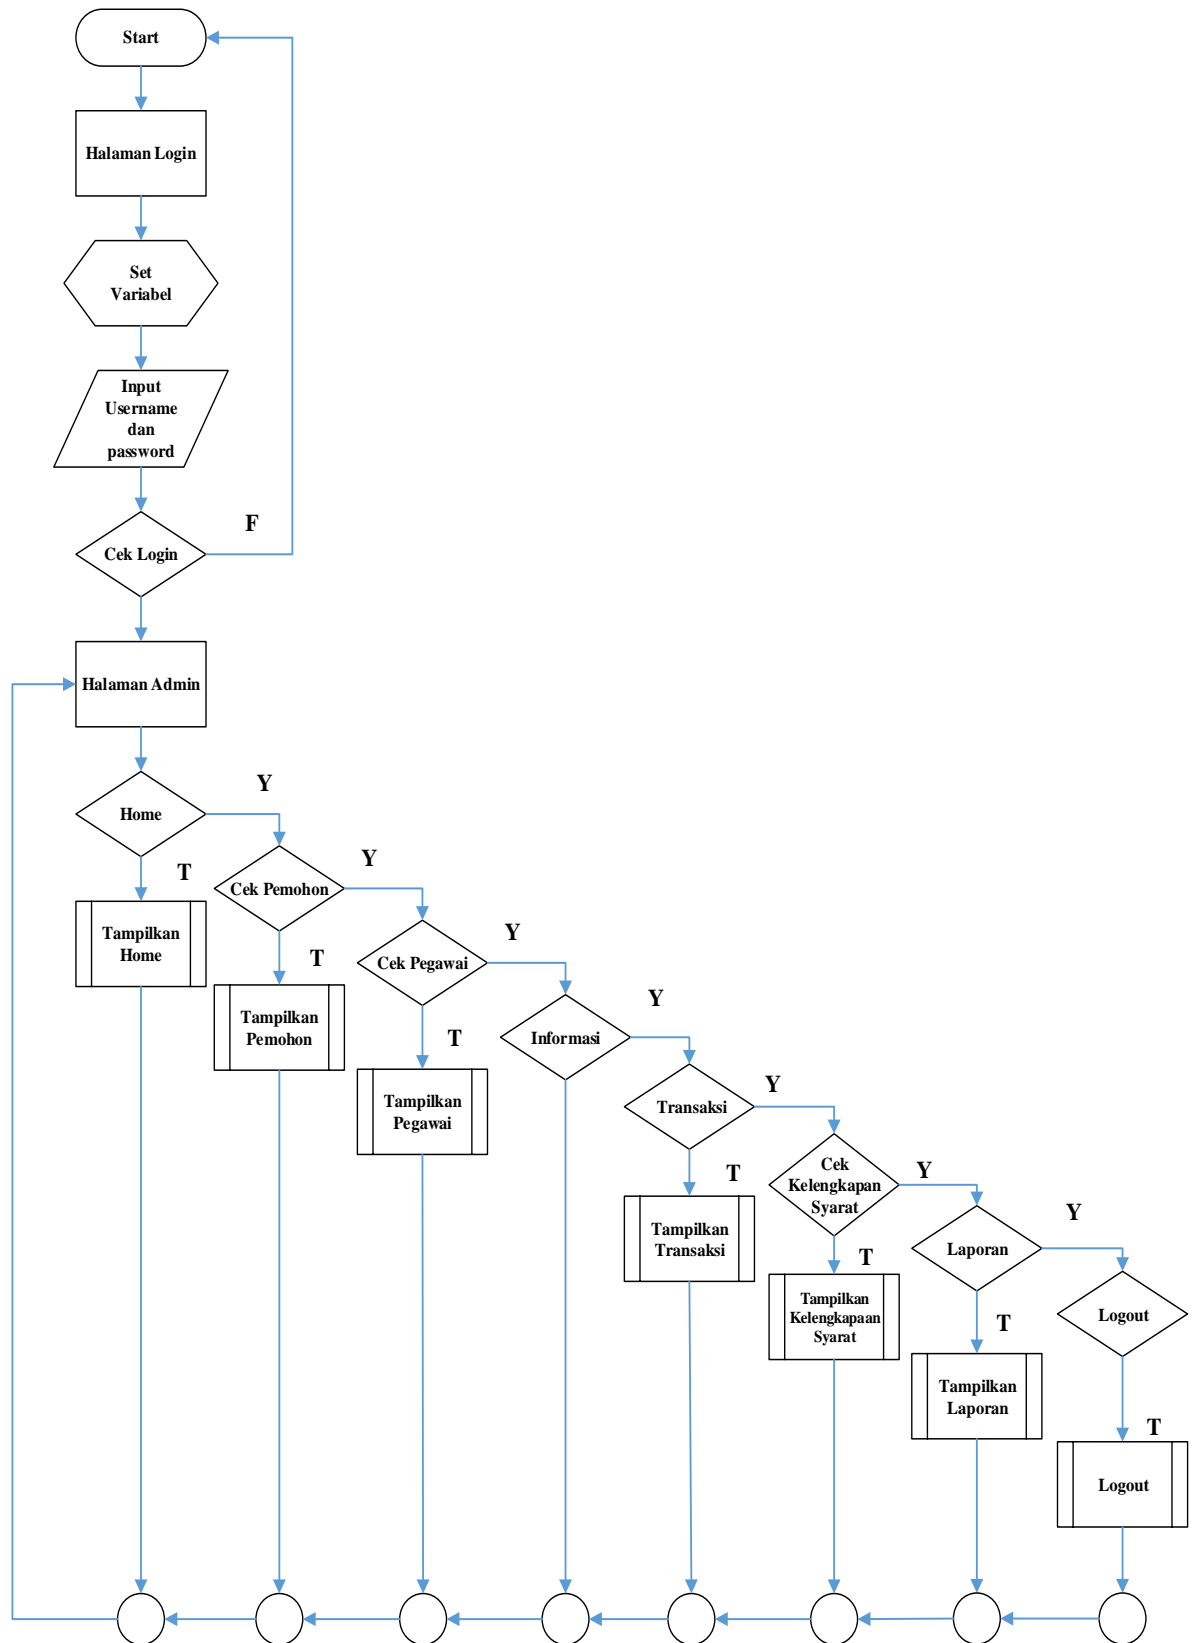 Start
Halaman Login
Set
Variabel
Input
Username
dan
password
F
Cek Login
Halaman Admin
Y
Home
T
Y
Cek Pemohon
Tampilkan
Home
Y
Cek Pegawai
T
Tampilkan
Pemohon
Y
Informasi
T
Tampilkan
Pegawai
Y
Transaksi
T
Tampilkan
Transaksi
Cek
Kelengkapan
Syarat
Y
T
Tampilkan
Kelengkapaan
Syarat
Y
Laporan
T
Tampilkan
Laporan
Logout
T
Logout